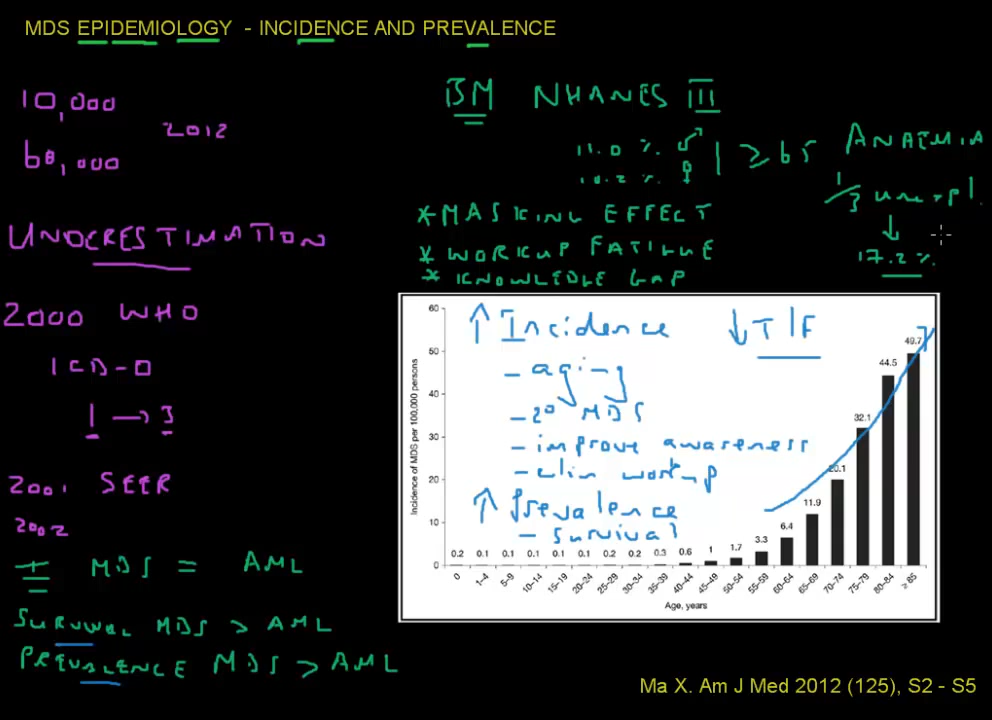 MDS EPIDEMIOLOGY - INCIDENCE AND PREVALENCE
10,000
60,000
2012
UNDERESTIMATION
2000 WHO
ICD-O
1 → 3
2001 SEER
2002
MDS = AML
SURVIVAL MDS > AML
PREVALENCE MDS > AML
BM NHANES III
11.0 % ♂
10.2 % ♀
≥ 65
ANAEMIA
1/3 unexpl.
↓
17.2 %
* MASKING EFFECT
* WORKUP FATIGUE
* KNOWLEDGE GAP
↑ Incidence
- aging
- 2° MDS
- improve awareness
- clin workup
↑ Prevalence
- survival
↓ T I F
Incidence of MDS per 100,000 persons
60
50
40
30
20
10
0
0.2 0.1 0.1 0.1 0.1 0.1 0.2 0.2 0.3 0.6 1 1.7 3.3 6.4 11.9 20.1 32.1 44.5 49.7
0 1–4 5–9 10–14 15–19 20–24 25–29 30–34 35–39 40–44 45–49 50–54 55–59 60–64 65–69 70–74 75–79 80–84 ≥ 85
Age, years
Ma X. Am J Med 2012 (125), S2 - S5